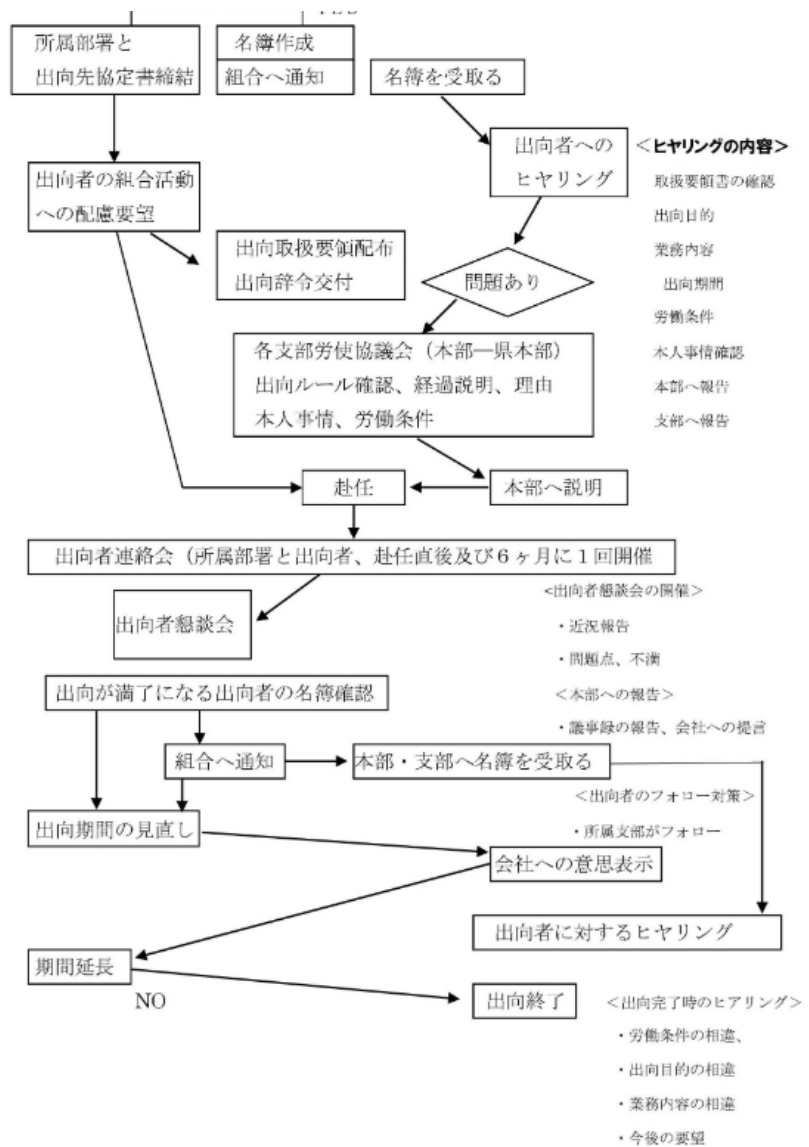 YES
所属部署と
出向先協定書締結
名簿作成
組合へ通知
名簿を受取る
出向者への
ヒヤリング
＜ヒヤリングの内容＞
取扱要領書の確認
出向目的
業務内容
出向期間
労働条件
本人事情確認
本部へ報告
支部へ報告
出向者の組合活動
への配慮要望
出向取扱要領配布
出向辞令交付
問題あり
各支部労使協議会（本部―県本部）
出向ルール確認、経過説明、理由
本人事情、労働条件
赴任
本部へ説明
出向者連絡会（所属部署と出向者、赴任直後及び６ヶ月に１回開催
出向者懇談会
＜出向者懇談会の開催＞
・近況報告
・問題点、不満
＜本部への報告＞
・議事録の報告、会社への提言
出向が満了になる出向者の名簿確認
組合へ通知
本部・支部へ名簿を受取る
＜出向者のフォロー対策＞
・所属支部がフォロー
出向期間の見直し
会社への意思表示
出向者に対するヒヤリング
期間延長
NO
出向終了
＜出向完了時のヒアリング＞
・労働条件の相違、
・出向目的の相違
・業務内容の相違
・今後の要望